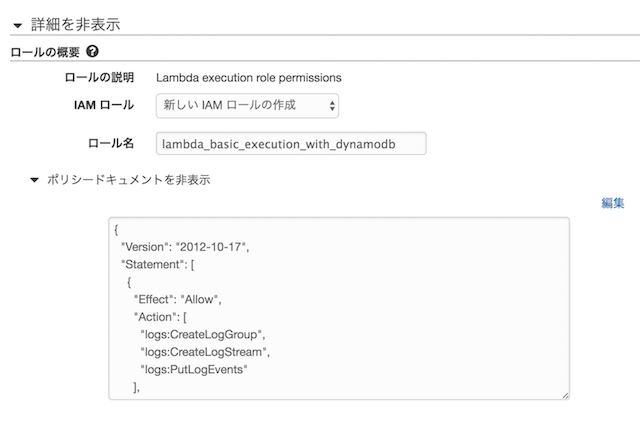 詳細を非表示
ロールの概要 ?
ロールの説明 Lambda execution role permissions
IAM ロール 新しい IAM ロールの作成
ロール名 lambda_basic_execution_with_dynamodb
ポリシードキュメントを非表示
編集
{
"Version": "2012-10-17",
"Statement": [
{
"Effect": "Allow",
"Action": [
"logs:CreateLogGroup",
"logs:CreateLogStream",
"logs:PutLogEvents"
],